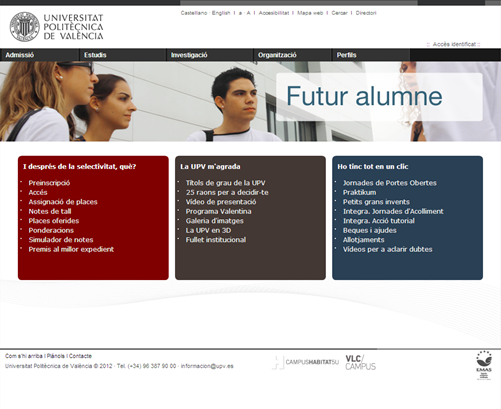 UNIVERSITAT
POLITÈCNICA
DE VALÈNCIA
Castellano English I a · A I Accesibilitat I Mapa web I Cercar I Directori
:: Accés identificat ::
Admissió Estudis Investigació Organització Perfils
Futur alumne
I després de la selectivitat, què?
Preinscripció
Accés
Assignació de places
Notes de tall
Places oferides
Ponderacions
Simulador de notes
Premis al millor expedient
La UPV m'agrada
Títols de grau de la UPV
25 raons per a decidir-te
Vídeo de presentació
Programa Valentina
Galeria d'imatges
La UPV en 3D
Fullet institucional
Ho tinc tot en un clic
Jornades de Portes Obertes
Praktikum
Petits grans invents
Integra. Jornades d'Acolliment
Integra. Acció tutorial
Beques i ajudes
Allotjaments
Vídeos per a aclarir dubtes
Com s'hi arriba I Plànols I Contacte
Universitat Politècnica de València © 2012 · Tel. (+34) 96 387 90 00 · informacion@upv.es
CAMPUSHABITAT5U
VLC/
CAMPUS
EMAS